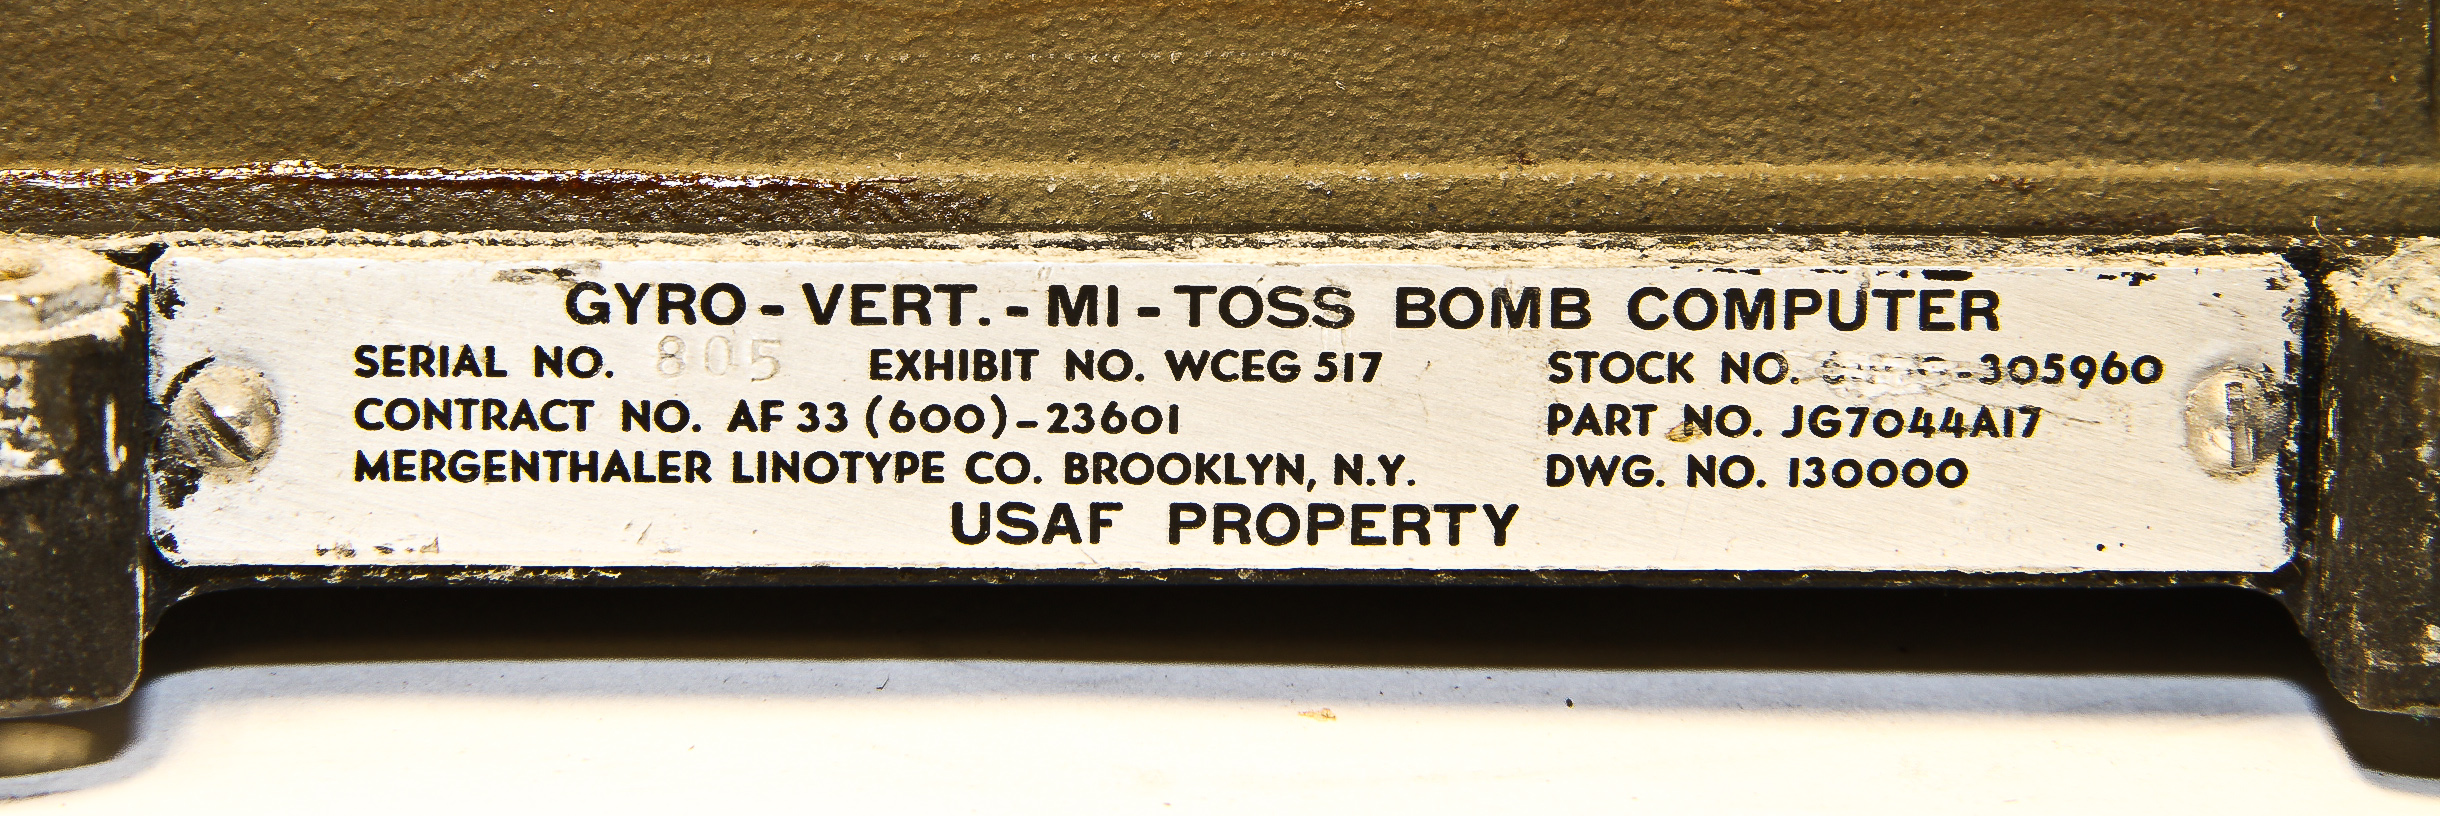 GYRO-VERT.-MI-TOSS BOMB COMPUTER
SERIAL NO. 805 EXHIBIT NO. WCEG 517 STOCK NO. -305960
CONTRACT NO. AF 33 (600)-23601 PART NO. JG7044A17
MERGENTHALER LINOTYPE CO. BROOKLYN, N.Y. DWG. NO. 130000
USAF PROPERTY